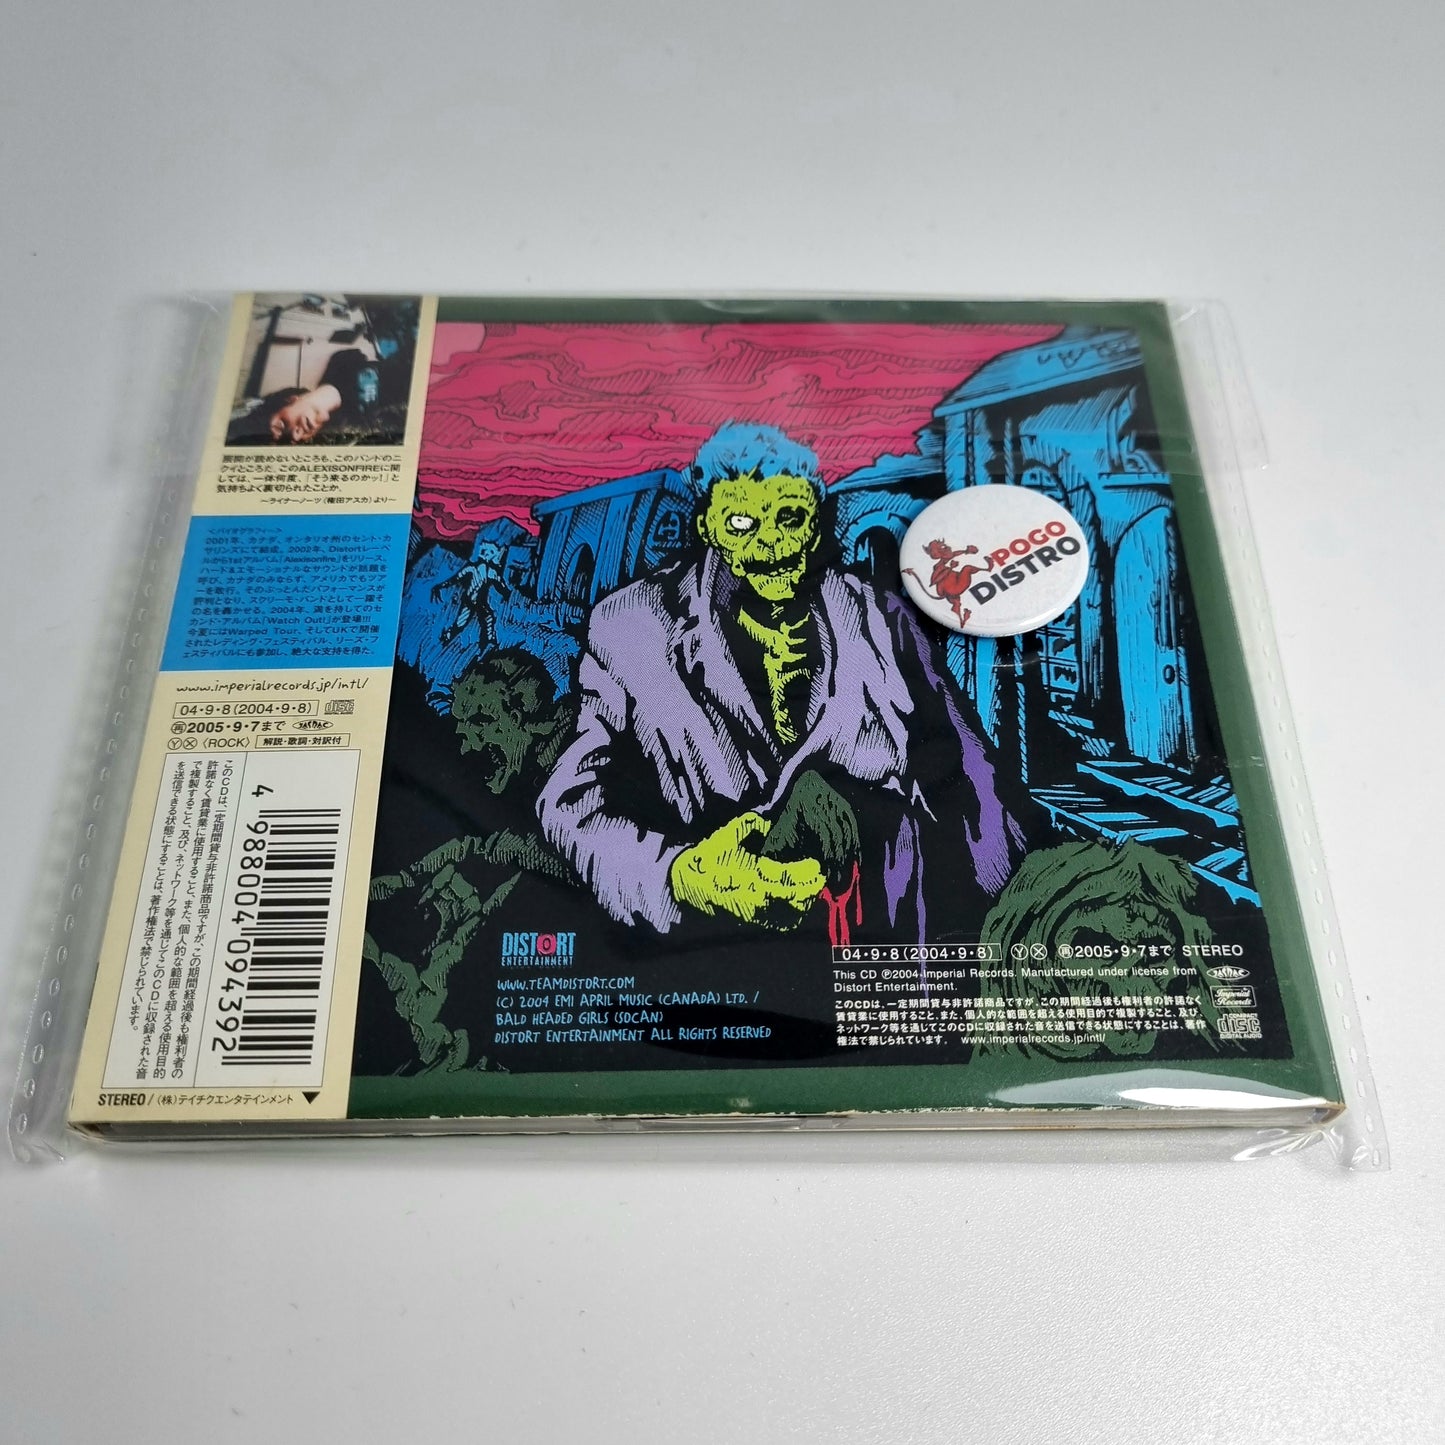 展開が読めないところも、このバンドのニ
クイところだ。このALEXISONFIREに関
しては、一体何度、「そう来るのかッ!」と
気持ちよく裏切られたことか。
〜ライナーノーツ(権田アスカ)より〜
<バイオグラフィー>
2001年、カナダ、オンタリオ州のセント・カ
サリンズにて結成。2002年、Distortレーベ
ルから1stアルバム「Alexisonfire」をリリース。
ハード&エモーショナルなサウンドが話題を
呼び、カナダのみならず、アメリカでもツア
ーを敢行。そのぶっとんだパフォーマンスが
評判となり、スクリーモ・バンドとして一躍そ
の名を轟かせる。2004年、満を持してのセ
カンド・アルバム「Watch Out!」が登場!!!
今夏にはWarped Tour、そしてUKで開催
されたレディング・フェスティバル、リーズ・フ
ェスティバルにも参加し、絶大な支持を得た。
www.imperialrecords.jp/intl/
04・9・8(2004・9・8)
再2005・9・7まで
Ⓨ Ⓧ 〈ROCK〉 解説・歌詞・対訳付
このCDは、一定期間貸与非許諾商品ですが、この期間経過後も権利者の
許諾なく賃貸業に使用すること、また、個人的な範囲を超える使用目的
で複製すること、及び、ネットワーク等を通じてこのCDに収録された音
を送信できる状態にすることは、著作権法で禁じられています。
4 988004 094392
STEREO / (株)テイチクエンタテインメント ▼
POGO
DISTRO
DISTORT
ENTERTAINMENT
WWW.TEAMDISTORT.COM
(C) 2004 EMI APRIL MUSIC (CANADA) LTD. /
BALD HEADED GIRLS (SOCAN)
DISTORT ENTERTAINMENT ALL RIGHTS RESERVED
04・9・8(2004・9・8) Ⓨ Ⓧ 再2005・9・7まで STEREO
This CD ℗2004 Imperial Records. Manufactured under license from
Distort Entertainment.
このCDは、一定期間貸与非許諾商品ですが、この期間経過後も権利者の許諾なく
賃貸業に使用すること、また、個人的な範囲を超える使用目的で複製すること、及び、
ネットワーク等を通じてこのCDに収録された音を送信できる状態にすることは、著作
権法で禁じられています。 www.imperialrecords.jp/intl/
Imperial
Records
COMPACT
disc
DIGITAL AUDIO